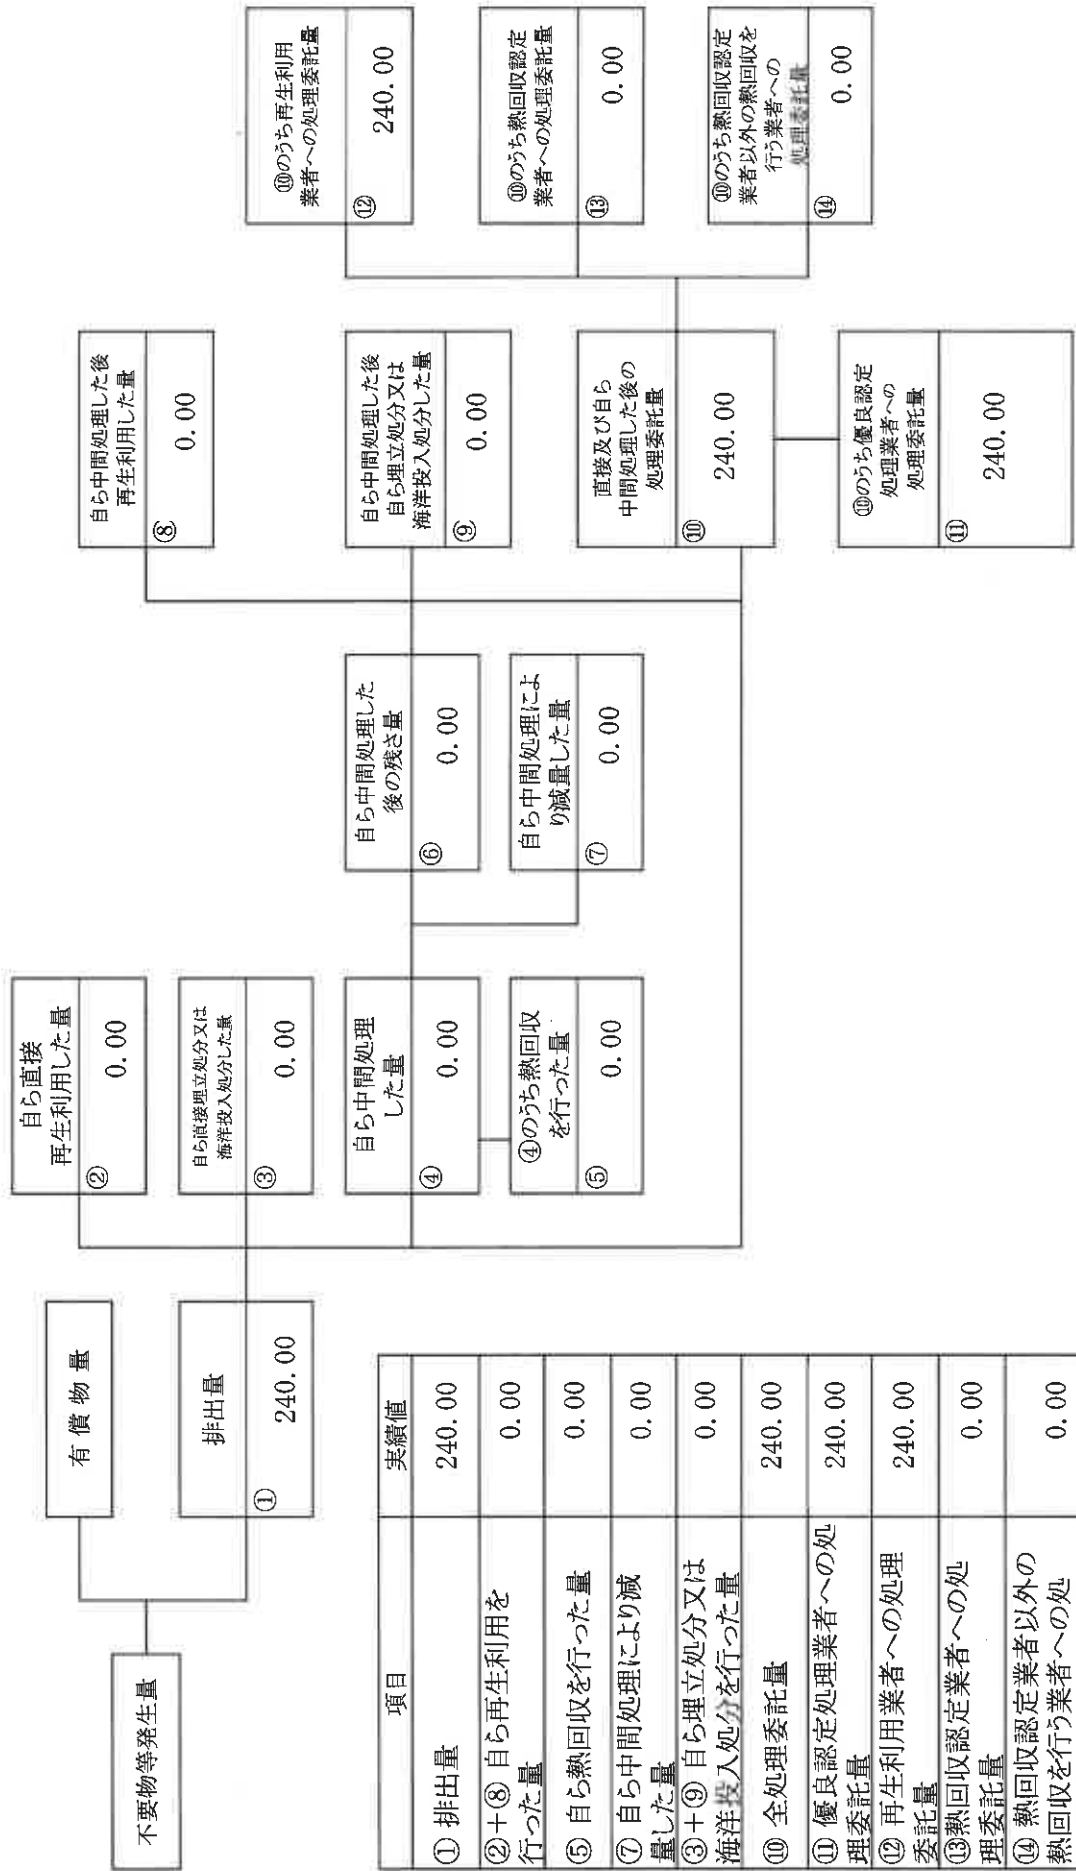 不要物等発生量
有償物量
排出量
①
240.00
自ら直接
再生利用した量
②
0.00
自ら直接埋立処分又は
海洋投入処分した量
③
0.00
自ら中間処理
した量
④
0.00
④のうち熱回収
を行った量
⑤
0.00
自ら中間処理した
後の残さ量
⑥
0.00
自ら中間処理によ
り減量した量
⑦
0.00
自ら中間処理した後
再生利用した量
⑧
0.00
自ら中間処理した後
自ら埋立処分又は
海洋投入処分した量
⑨
0.00
直接及び自ら
中間処理した後の
処理委託量
⑩
240.00
⑩のうち優良認定
処理業者への
処理委託量
⑪
240.00
⑩のうち再生利用
業者への処理委託量
⑫
240.00
⑩のうち熱回収認定
業者への処理委託量
⑬
0.00
⑩のうち熱回収認定
業者以外の熱回収を
行う業者への
処理委託量
⑭
0.00
項目 実績値
① 排出量 240.00
②+⑧ 自ら再生利用を
行った量 0.00
⑤ 自ら熱回収を行った量 0.00
⑦ 自ら中間処理により減
量した量 0.00
③+⑨ 自ら埋立処分又は
海洋投入処分を行った量 0.00
⑩ 全処理委託量 240.00
⑪ 優良認定処理業者への処
理委託量 240.00
⑫ 再生利用業者への処理
委託量 240.00
⑬熱回収認定業者への処
理委託量 0.00
⑭ 熱回収認定業者以外の
熱回収を行う業者への処 0.00